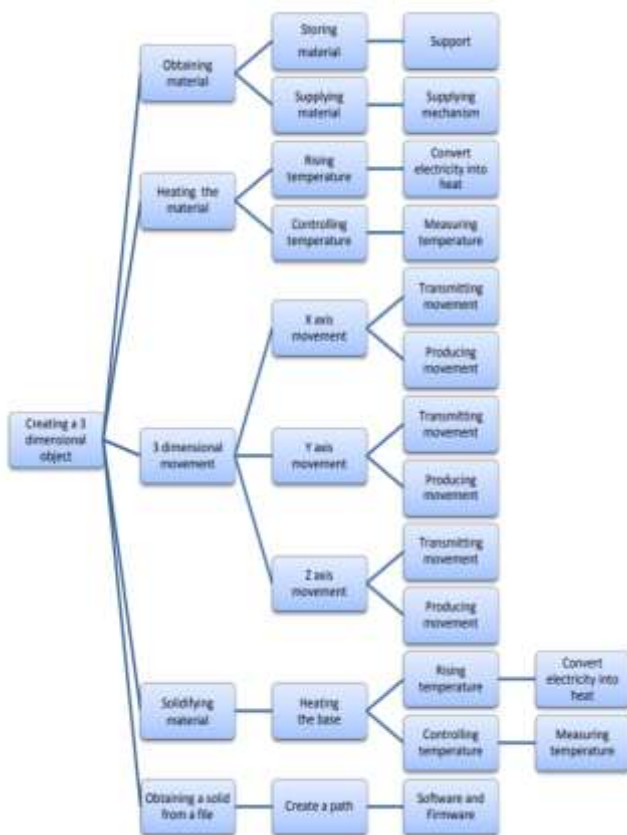 Storing
material
Support
Obtaining
material
Supplying
material
Supplying
mechanism
Rising
temperature
Convert
electricity into
heat
Heating the
material
Controlling
temperature
Measuring
temperature
X axis
movement
Transmitting
movement
Producing
movement
Creating a 3
dimensional
object
3 dimensional
movement
Y axis
movement
Transmitting
movement
Producing
movement
Z axis
movement
Transmitting
movement
Producing
movement
Solidifying
material
Heating
the base
Rising
temperature
Convert
electricity into
heat
Controlling
temperature
Measuring
temperature
Obtaining a solid
from a file
Create a path
Software and
Firmware